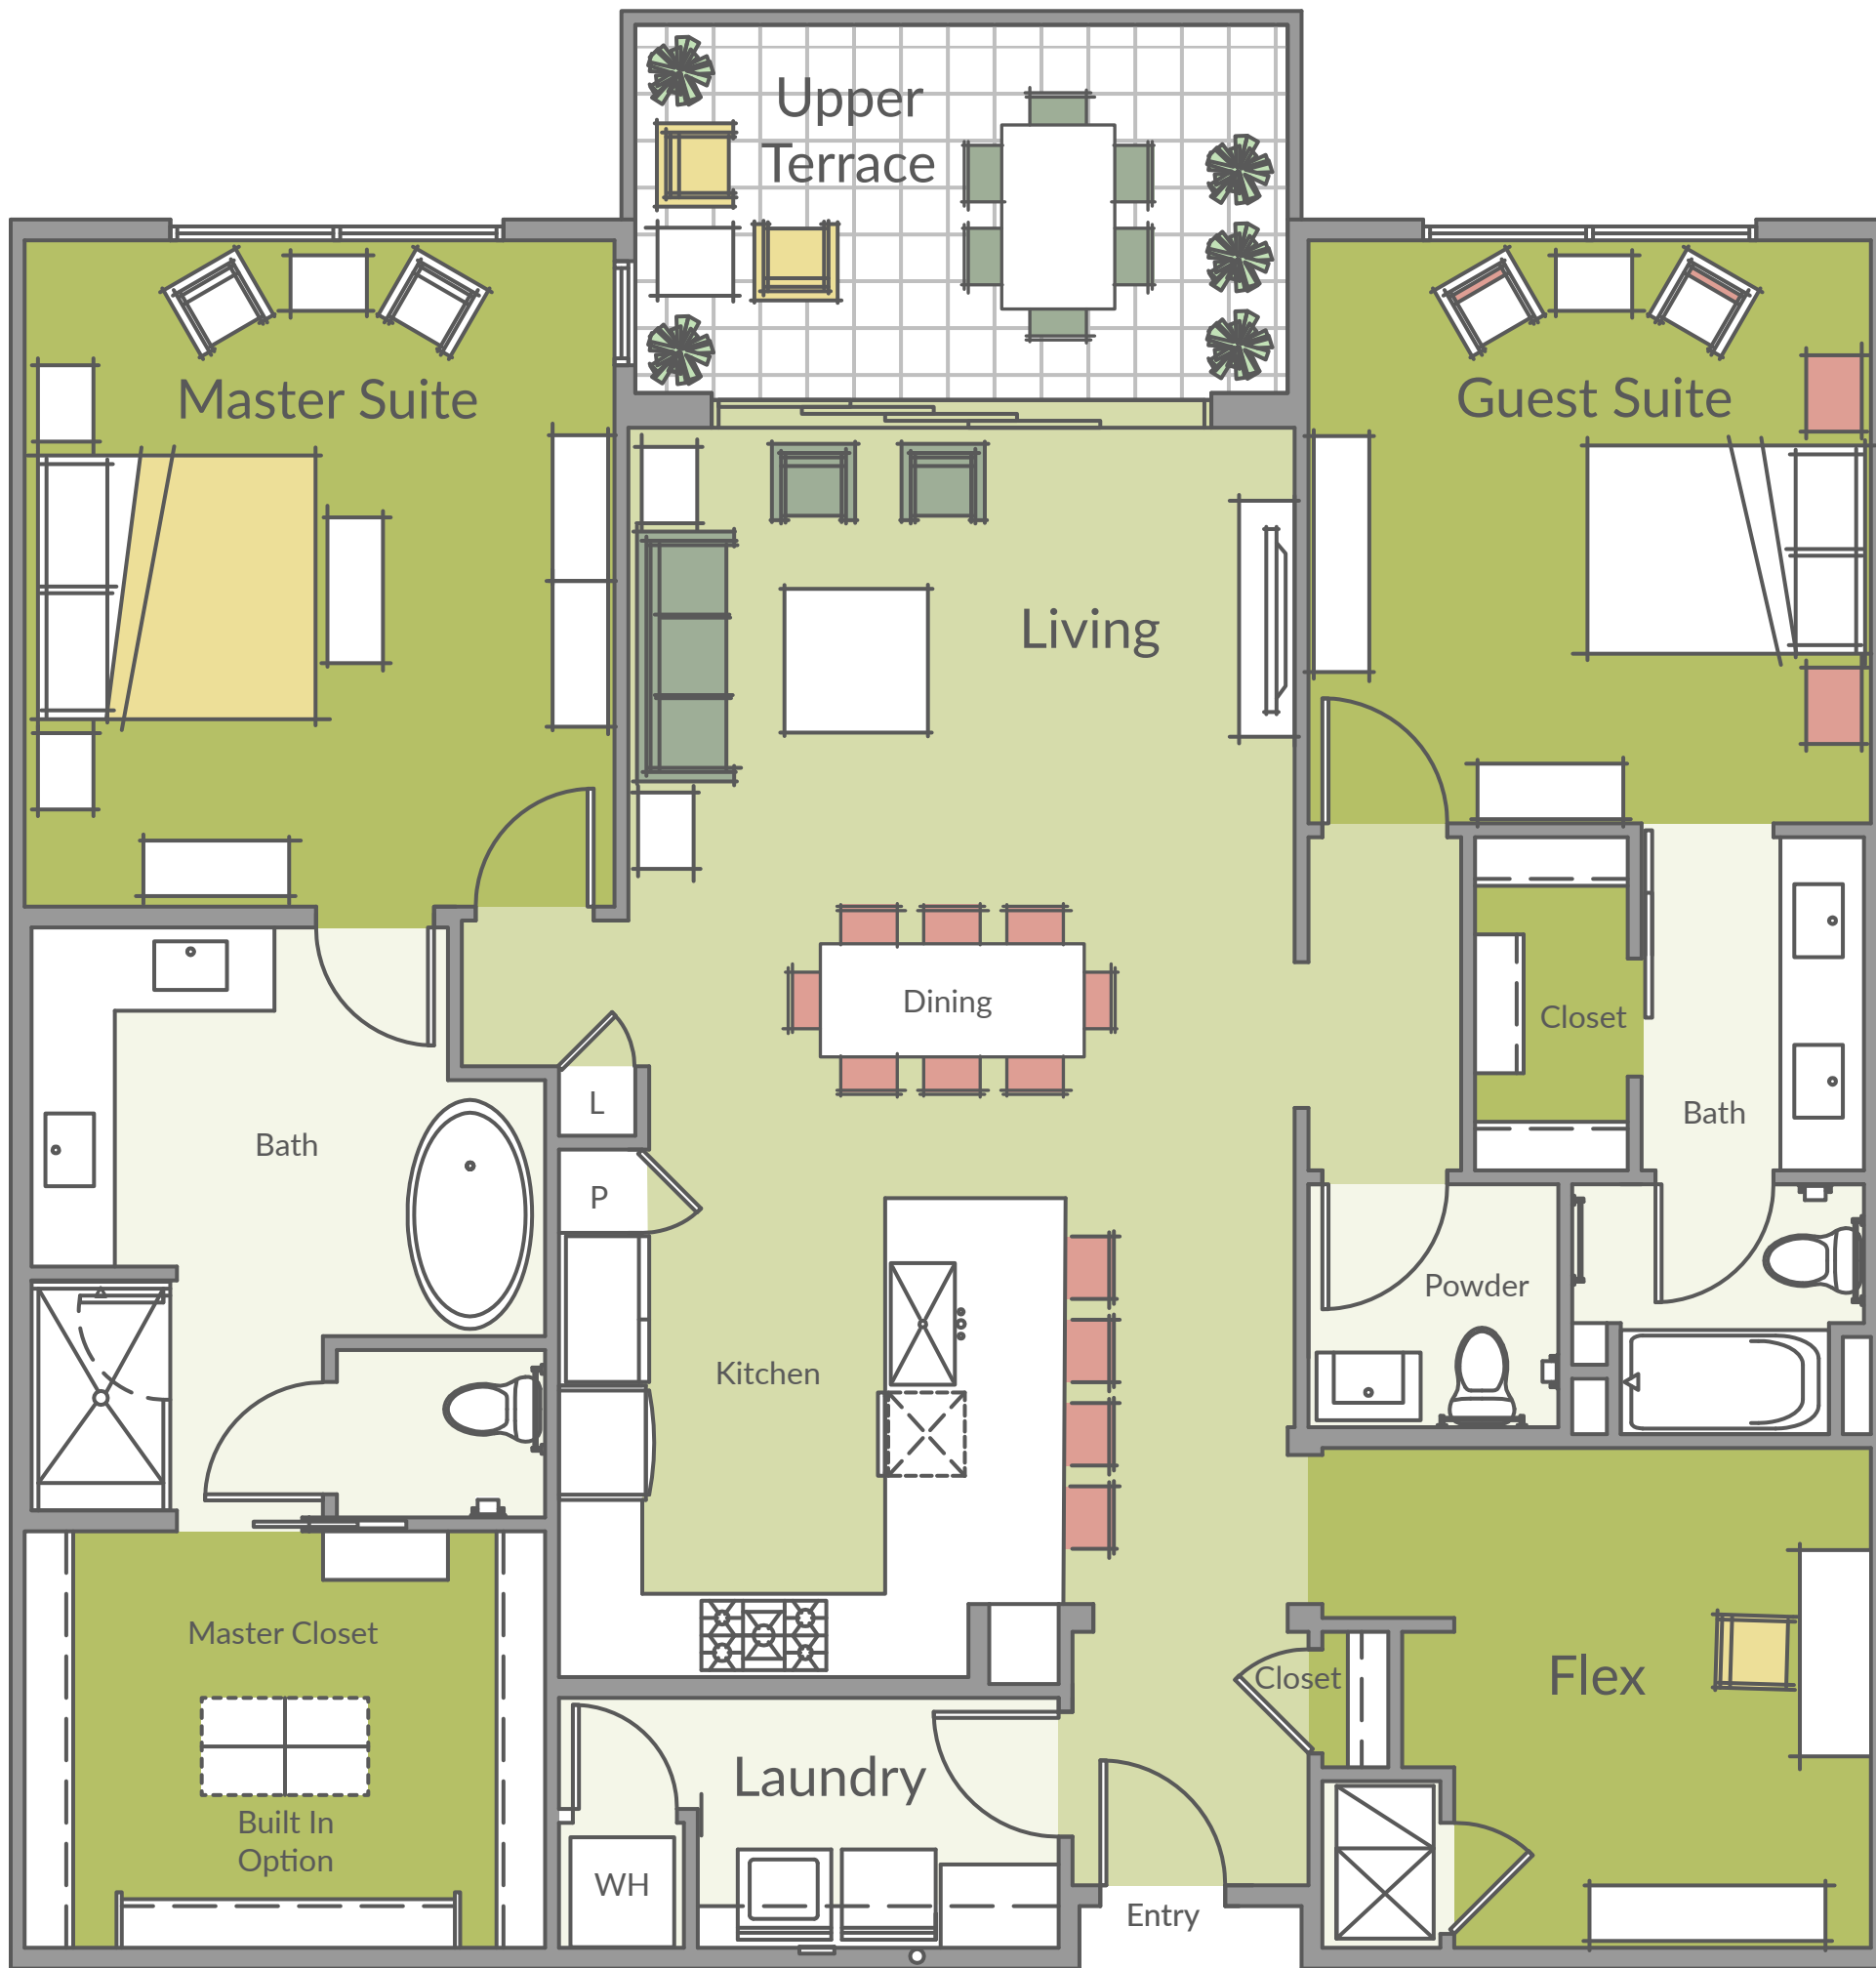 Upper
Terrace
Master Suite
Guest Suite
Living
Dining
Closet
L
Bath
Bath
P
Powder
Kitchen
Master Closet
Closet
Flex
Laundry
Built In
Option
WH
Entry